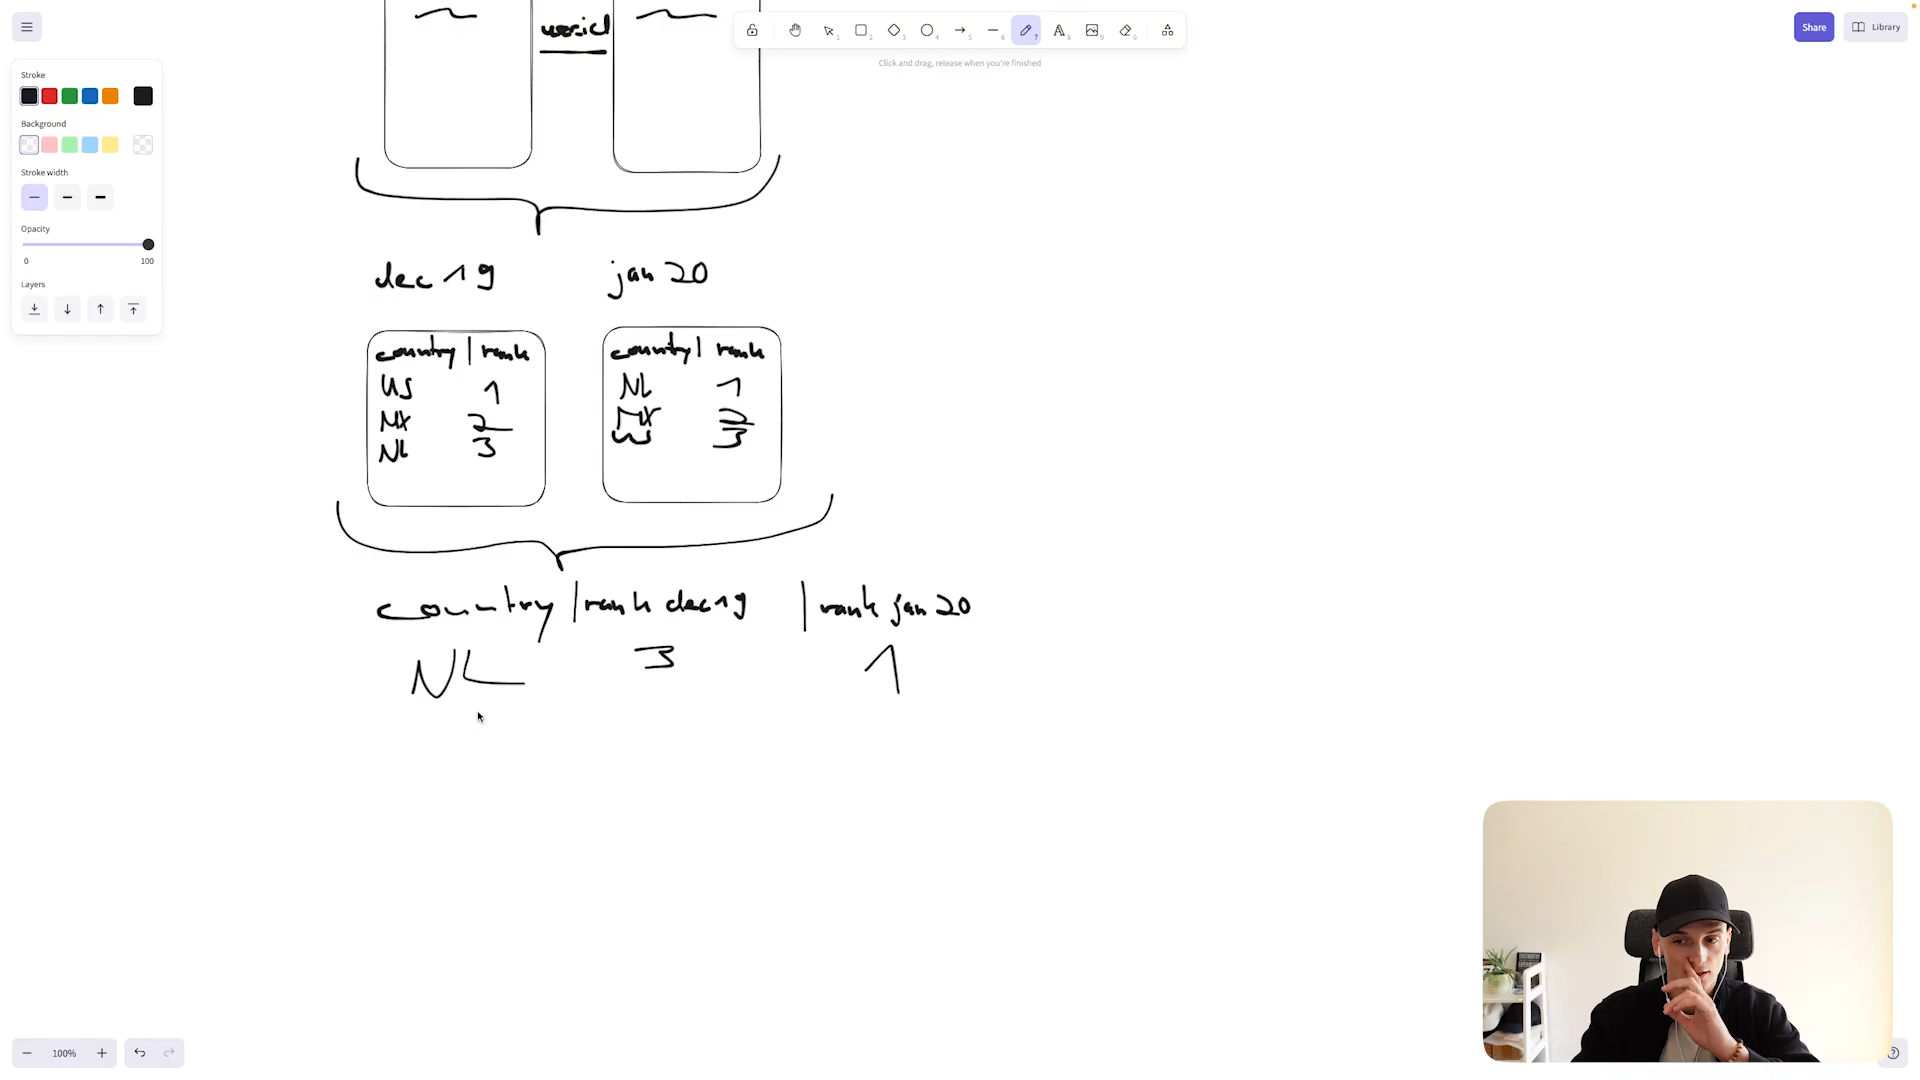 Share
Library
Click and drag, release when you're finished
Stroke
Background
Stroke width
Opacity
0 100
Layers
dec 19 jan 20
country | rank
US 1
MX 2
NL 3
country | rank
NL 1
MX 2
US 3
country | rank dec 19 | rank jan 20
NL 3 1
100%